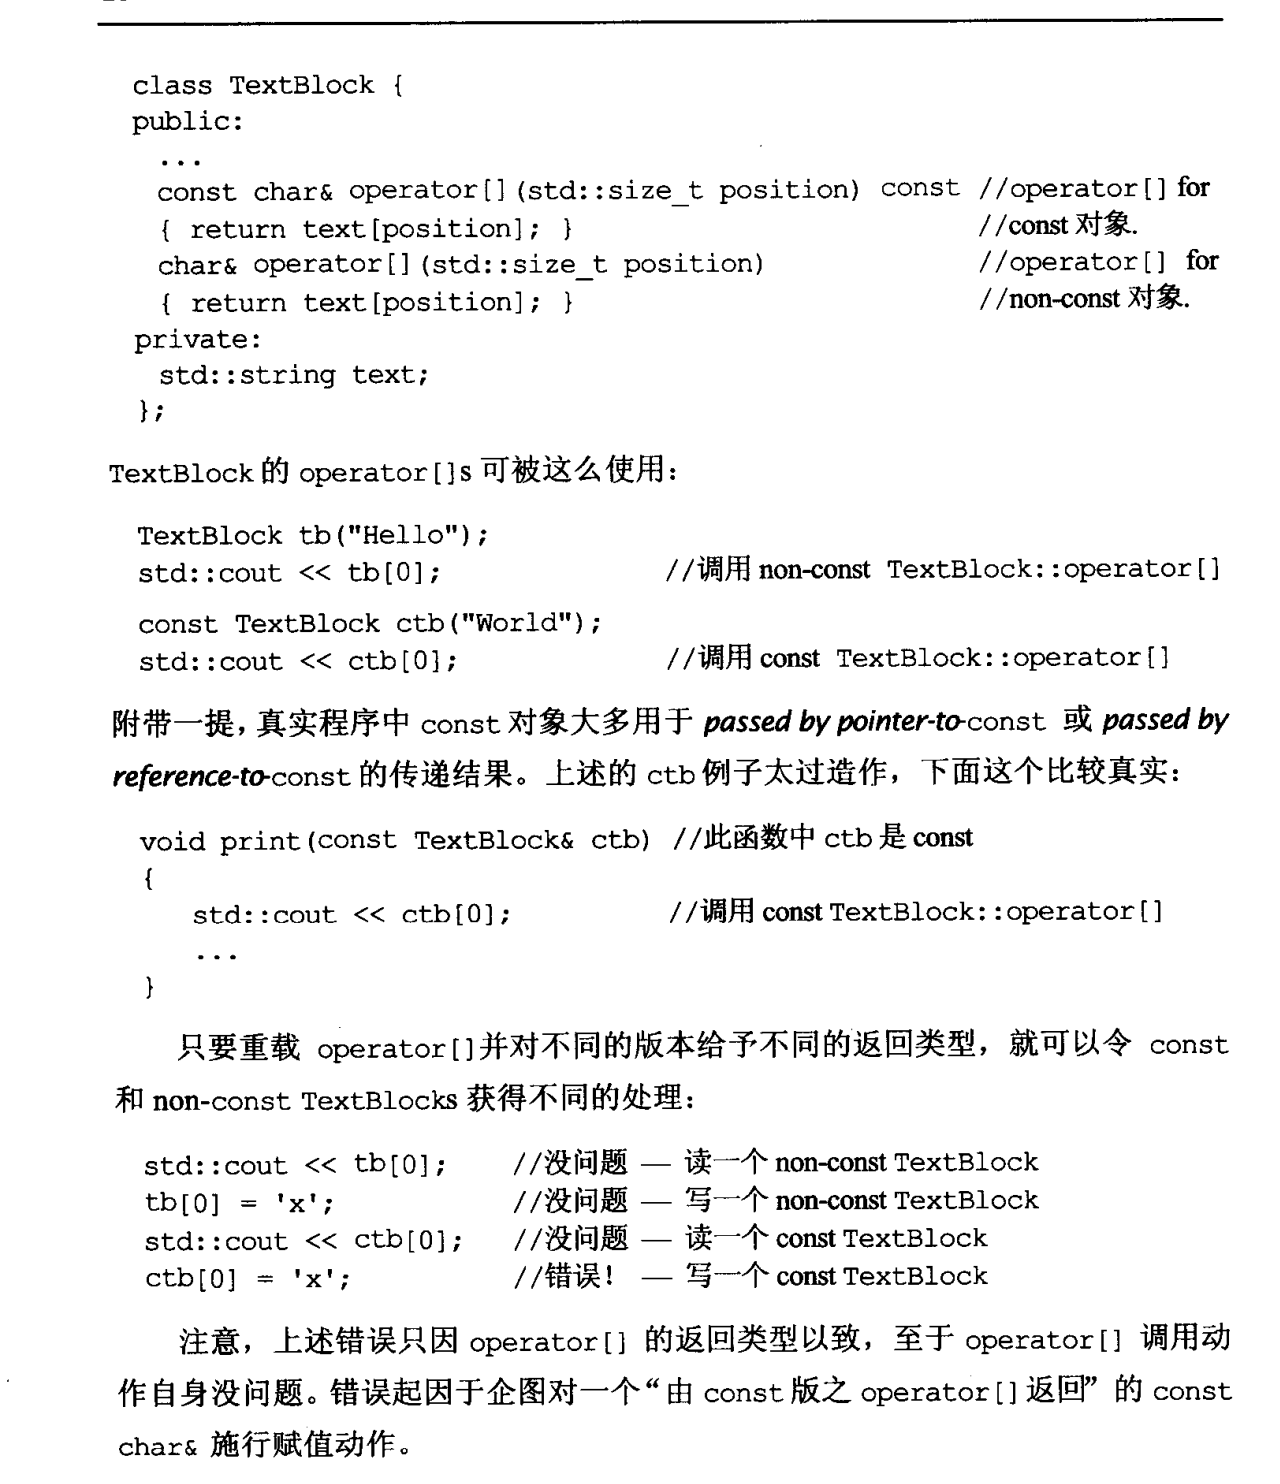 class TextBlock {
public:
...
const char& operator[](std::size_t position) const //operator[] for
{ return text[position]; } //const 对象.
char& operator[](std::size_t position) //operator[] for
{ return text[position]; } //non-const 对象.
private:
std::string text;
};
TextBlock 的 operator[]s 可被这么使用：
TextBlock tb("Hello");
std::cout << tb[0]; //调用 non-const TextBlock::operator[]
const TextBlock ctb("World");
std::cout << ctb[0]; //调用 const TextBlock::operator[]
附带一提，真实程序中 const 对象大多用于 passed by pointer-to-const 或 passed by
reference-to-const 的传递结果。上述的 ctb 例子太过造作，下面这个比较真实：
void print(const TextBlock& ctb) //此函数中 ctb 是 const
{
std::cout << ctb[0]; //调用 const TextBlock::operator[]
...
}
只要重载 operator[]并对不同的版本给予不同的返回类型，就可以令 const
和 non-const TextBlocks 获得不同的处理：
std::cout << tb[0]; //没问题 — 读一个 non-const TextBlock
tb[0] = 'x'; //没问题 — 写一个 non-const TextBlock
std::cout << ctb[0]; //没问题 — 读一个 const TextBlock
ctb[0] = 'x'; //错误！ — 写一个 const TextBlock
注意，上述错误只因 operator[] 的返回类型以致，至于 operator[] 调用动
作自身没问题。错误起因于企图对一个“由 const 版之 operator[] 返回”的 const
char& 施行赋值动作。